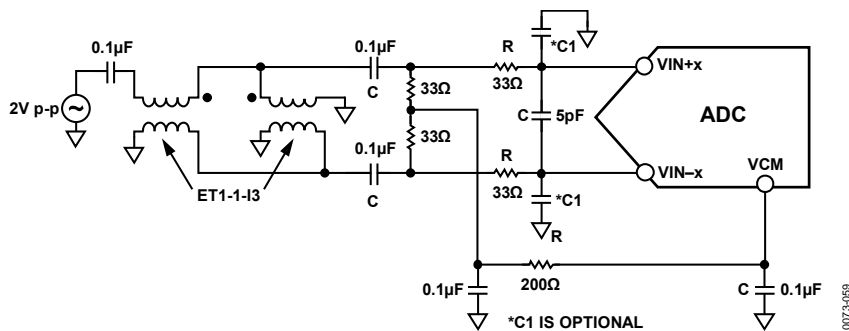 0.1µF
2V p-p
ET1-1-I3
0.1µF
C
0.1µF
C
33Ω
33Ω
R
33Ω
R
33Ω
*C1
C
5pF
*C1
R
VIN+x
ADC
VIN–x
VCM
0.1µF
200Ω
C
0.1µF
*C1 IS OPTIONAL
0073-059